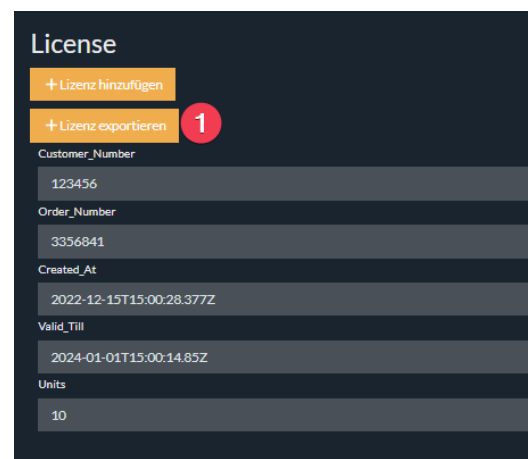 License
+ Lizenz hinzufügen
+ Lizenz exportieren 1
Customer_Number
123456
Order_Number
3356841
Created_At
2022-12-15T15:00:28.377Z
Valid_Till
2024-01-01T15:00:14.85Z
Units
10